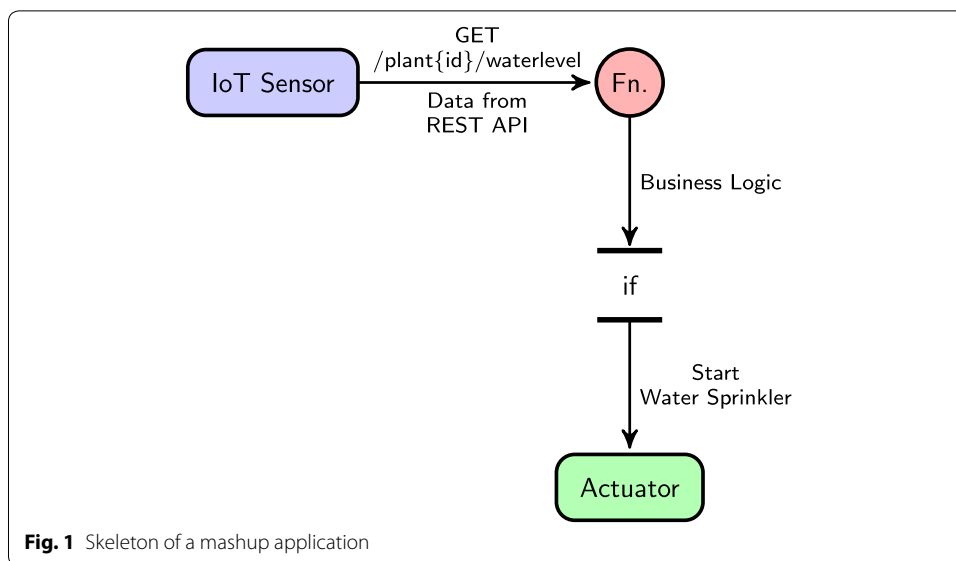 GET
/plant{id}/waterlevel
IoT Sensor
Fn.
Data from
REST API
Business Logic
if
Start
Water Sprinkler
Actuator
Fig. 1 Skeleton of a mashup application